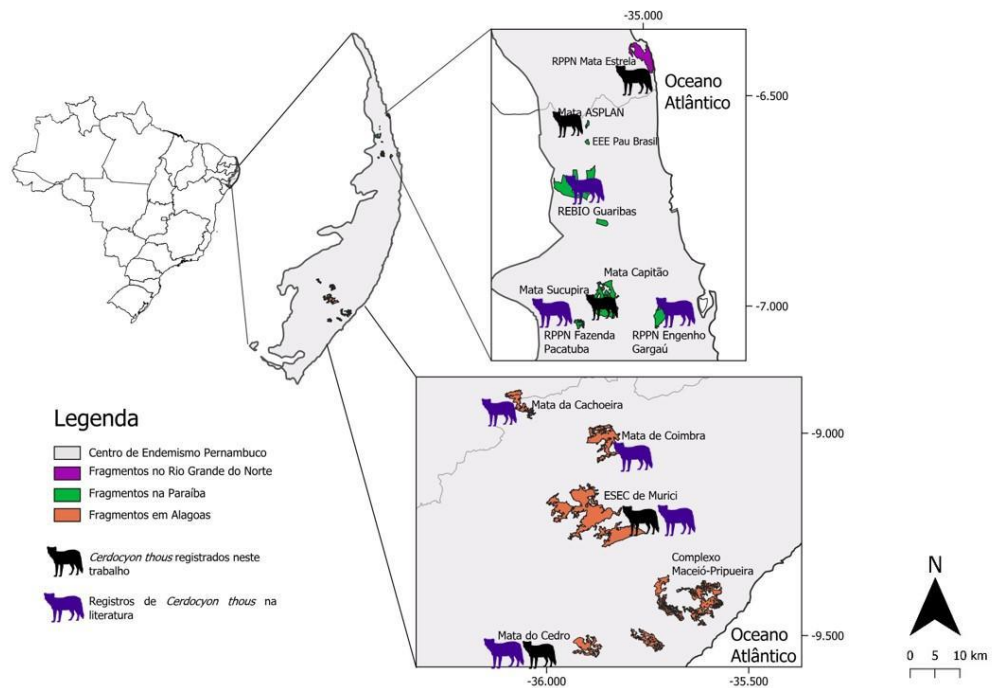 -35.000
RPPN Mata Estrela
Oceano
Atlântico
-6.500
Mata ASPLAN
EEE Pau Brasil
REBIO Guaribas
Mata Capitão
Mata Sucupira
-7.000
RPPN Fazenda
Pacatuba
RPPN Engenho
Gargaú
Mata da Cachoeira
-9.000
Mata de Coimbra
ESEC de Murici
Complexo
Maceió-Pripueira
Mata do Cedro
Oceano
Atlântico
-9.500
-36.000
-35.500
Legenda
Centro de Endemismo Pernambuco
Fragmentos no Rio Grande do Norte
Fragmentos na Paraíba
Fragmentos em Alagoas
Cerdocyon thous registrados neste
trabalho
Registros de Cerdocyon thous na
literatura
N
0 5 10 km